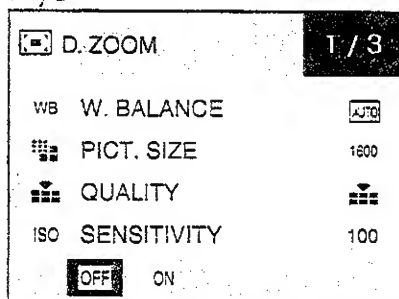 D. ZOOM 1 / 3
WB W. BALANCE AUTO
PICT. SIZE 1600
QUALITY
ISO SENSITIVITY 100
OFF ON